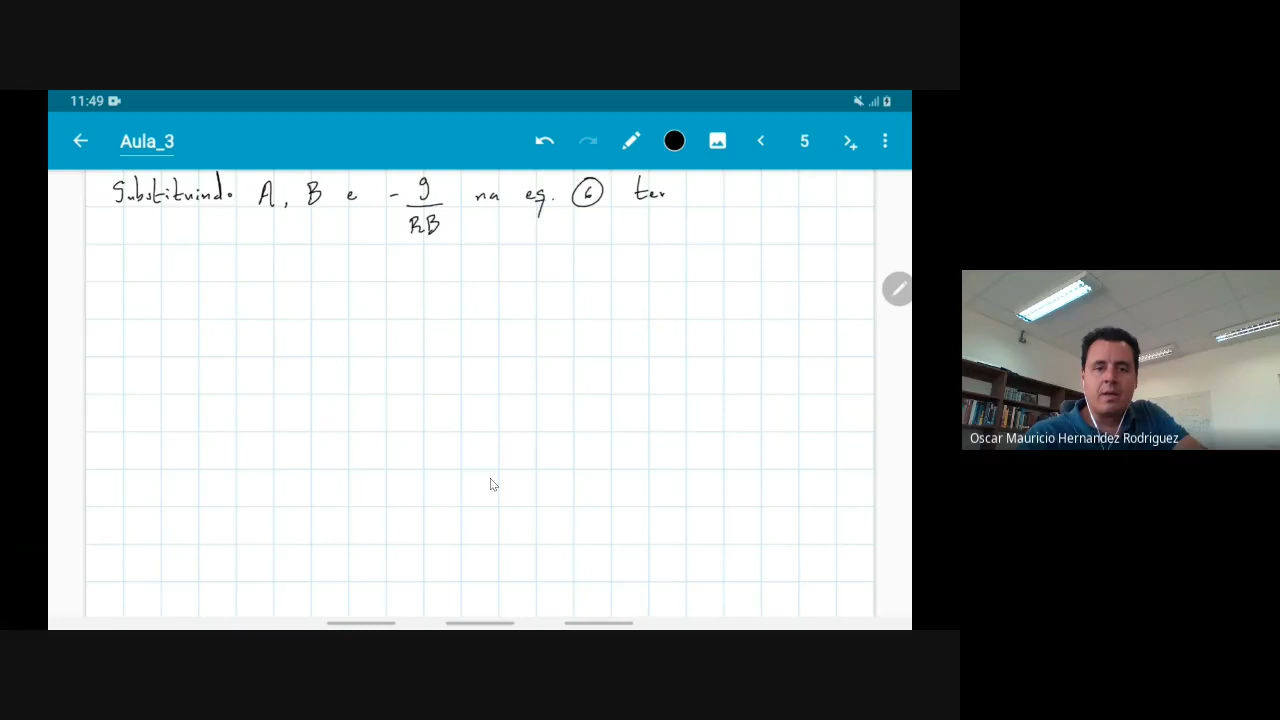 11:49
Aula_3
5
Substituindo A, B e - g/RB na eq. ⑥ ter
Oscar Mauricio Hernandez Rodriguez